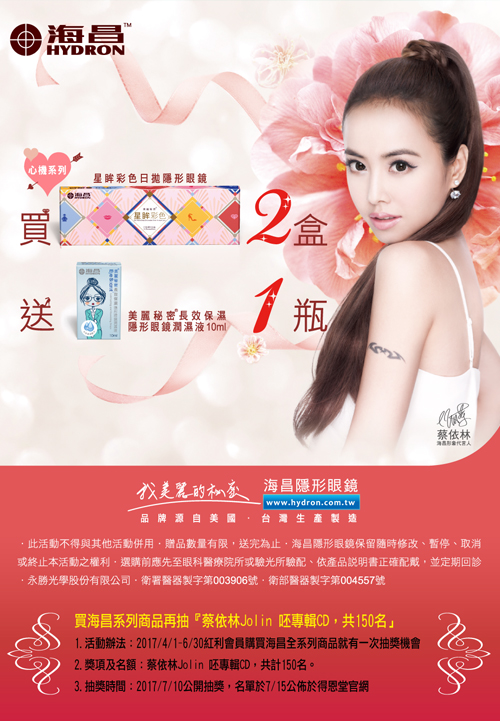 海昌™
HYDRON
心機系列
星眸彩色日拋隱形眼鏡
海昌
星眸彩色
買 2盒
海昌
送 1瓶
美麗秘密®長效保濕
隱形眼鏡潤濕液10ml
蔡依林
海昌形象代言人
我美麗的秘密
海昌隱形眼鏡
www.hydron.com.tw
品牌源自美國．台灣生產製造
．此活動不得與其他活動併用．贈品數量有限，送完為止．海昌隱形眼鏡保留隨時修改、暫停、取消
或終止本活動之權利．選購前應先至眼科醫療院所或驗光所驗配、依產品說明書正確配戴，並定期回診
．永勝光學股份有限公司．衛署醫器製字第003906號．衛部醫器製字第004557號
買海昌系列商品再抽『蔡依林Jolin 呸專輯CD，共150名」
1.活動辦法：2017/4/1-6/30紅利會員購買海昌全系列商品就有一次抽獎機會
2.獎項及名額：蔡依林Jolin 呸專輯CD，共計150名。
3.抽獎時間：2017/7/10公開抽獎，名單於7/15公佈於得恩堂官網